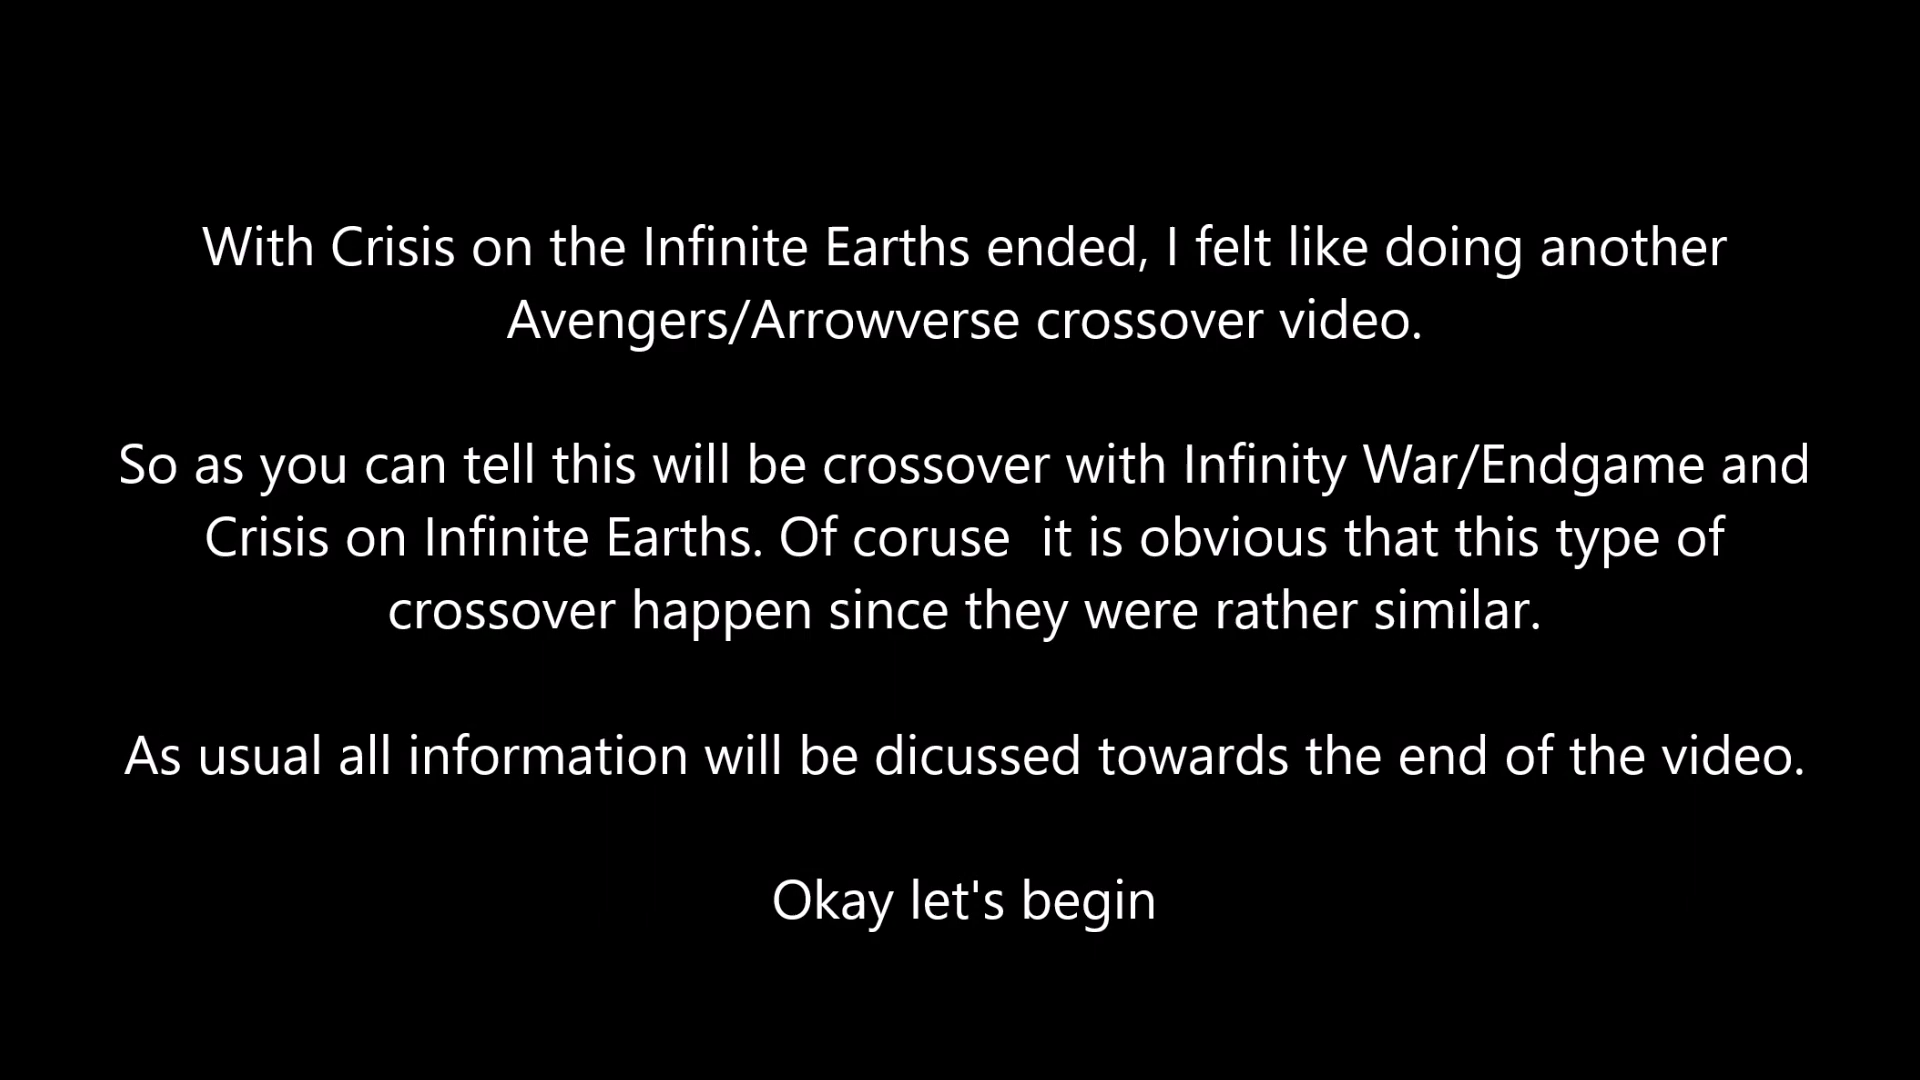 With Crisis on the Infinite Earths ended, I felt like doing another
Avengers/Arrowverse crossover video.
So as you can tell this will be crossover with Infinity War/Endgame and
Crisis on Infinite Earths. Of coruse  it is obvious that this type of
crossover happen since they were rather similar.
As usual all information will be dicussed towards the end of the video.
Okay let's begin